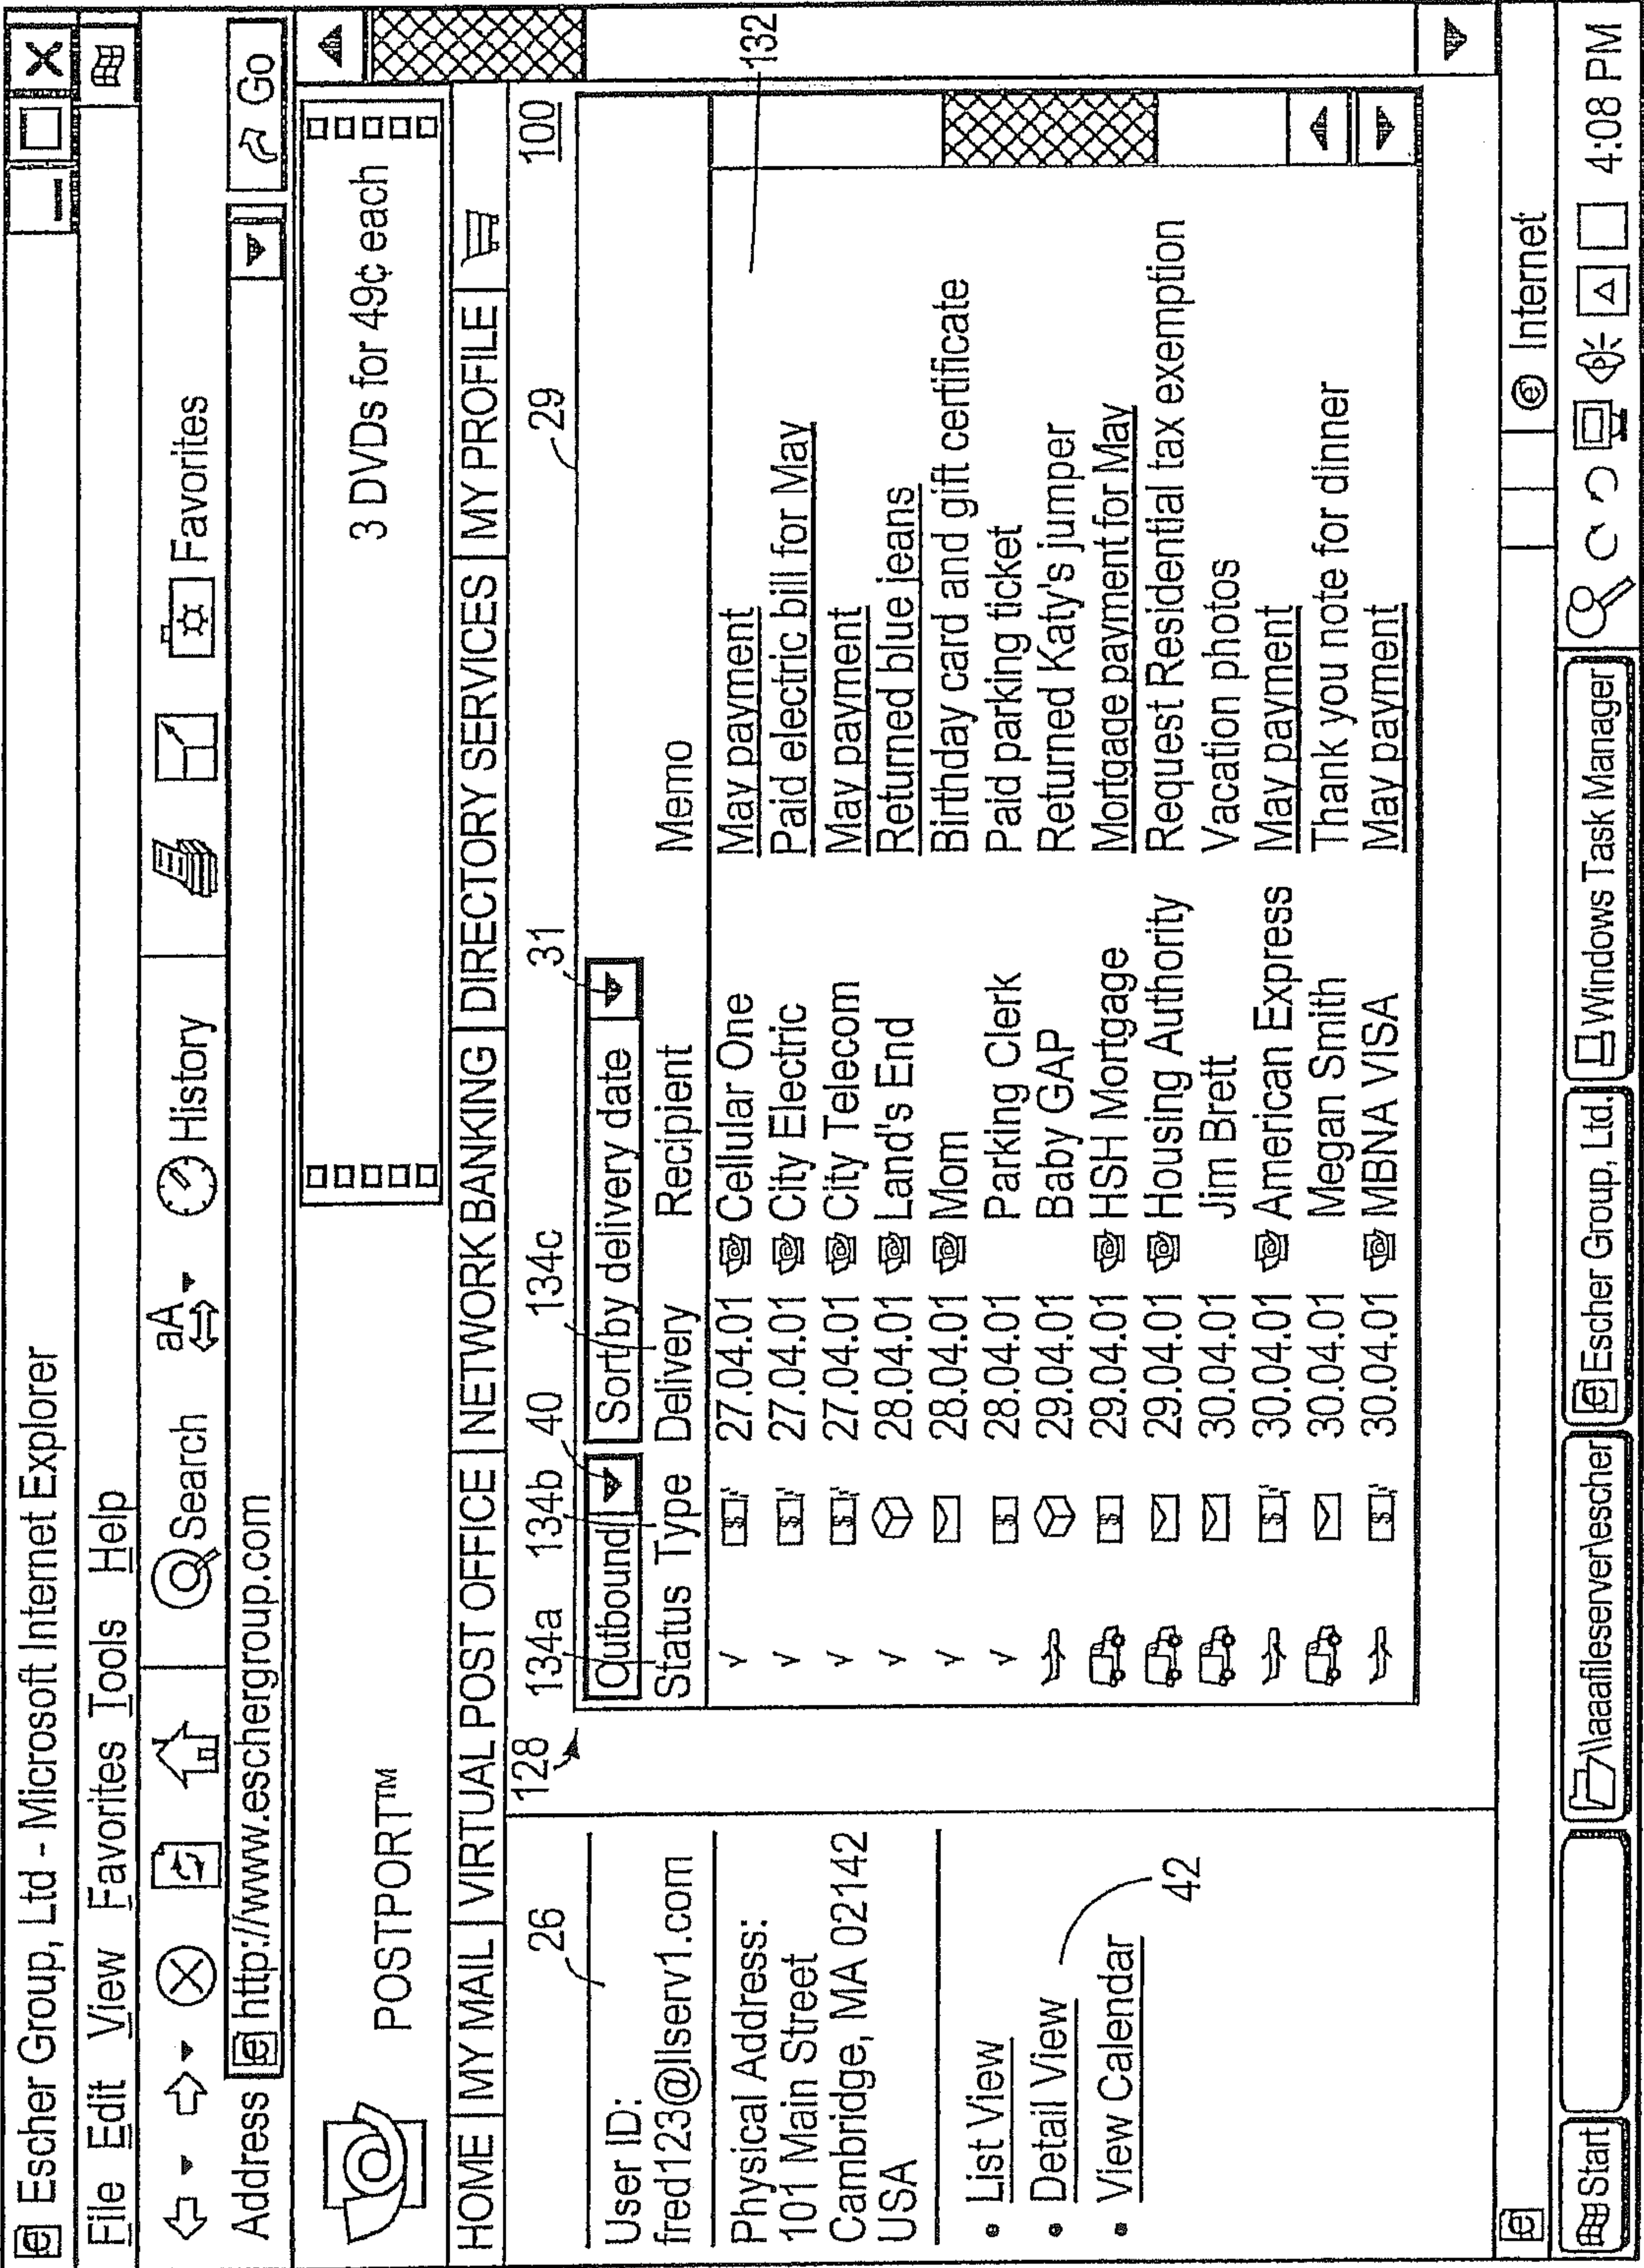 Escher Group, Ltd - Microsoft Internet Explorer
File Edit View Favorites Tools Help
Search History aA Favorites
Address http://www.eschergroup.com Go
POSTPORT™ 3 DVDs for 49¢ each
HOME | MY MAIL | VIRTUAL POST OFFICE | NETWORK BANKING | DIRECTORY SERVICES | MY PROFILE
26 128 134a 134b 40 134c 31 29 100
User ID:
fred123@llserv1.com
Physical Address:
101 Main Street
Cambridge, MA 02142
USA
• List View
• Detail View
• View Calendar
42
Outbound Sort by delivery date
Status Type Delivery Recipient Memo
√ $ 27.04.01 Cellular One May payment
√ $ 27.04.01 City Electric Paid electric bill for May
√ $ 27.04.01 City Telecom May payment
√ 28.04.01 Land's End Returned blue jeans
√ 28.04.01 Mom Birthday card and gift certificate
√ $ 28.04.01 Parking Clerk Paid parking ticket
29.04.01 Baby GAP Returned Katy's jumper
$ 29.04.01 HSH Mortgage Mortgage payment for May
29.04.01 Housing Authority Request Residential tax exemption
30.04.01 Jim Brett Vacation photos
$ 30.04.01 American Express May payment
30.04.01 Megan Smith Thank you note for dinner
$ 30.04.01 MBNA VISA May payment
132
Internet
Start \\aaafileserver\escher Escher Group, Ltd. Windows Task Manager 4:08 PM